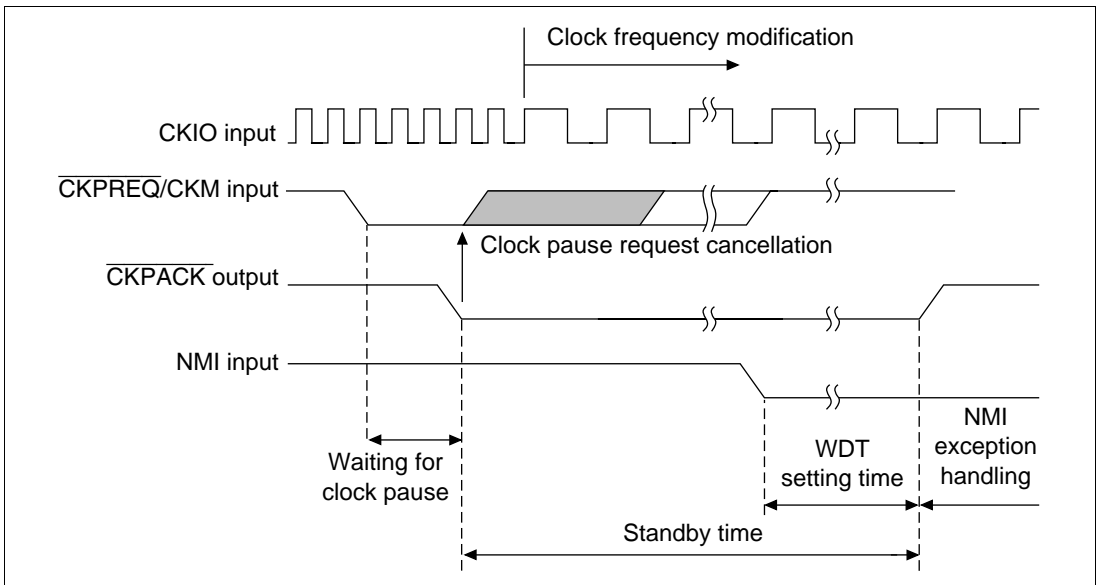 Clock frequency modification
CKIO input
CKPREQ/CKM input
Clock pause request cancellation
CKPACK output
NMI input
Waiting for
clock pause
WDT
setting time
NMI
exception
handling
Standby time